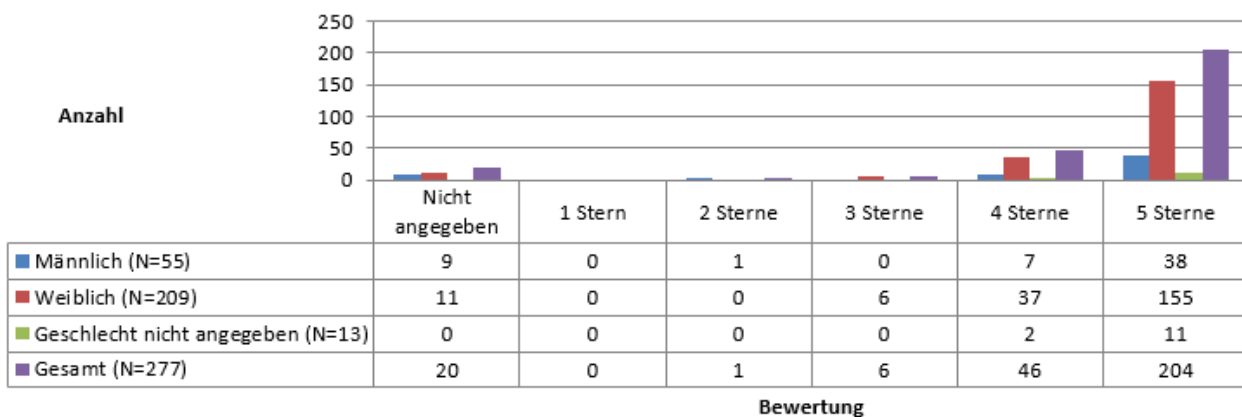 250
200
150
100
50
0
Anzahl
Nicht angegeben 1 Stern 2 Sterne 3 Sterne 4 Sterne 5 Sterne
Männlich (N=55) 9 0 1 0 7 38
Weiblich (N=209) 11 0 0 6 37 155
Geschlecht nicht angegeben (N=13) 0 0 0 0 2 11
Gesamt (N=277) 20 0 1 6 46 204
Bewertung